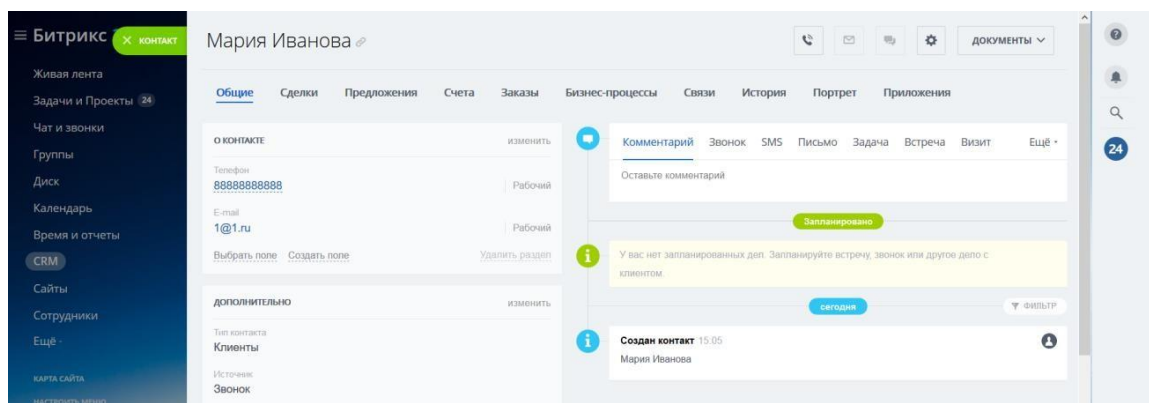 Битрикс
× КОНТАКТ
Живая лента
Задачи и Проекты 24
Чат и звонки
Группы
Диск
Календарь
Время и отчеты
CRM
Сайты
Сотрудники
Ещё
КАРТА САЙТА
НАСТРОИТЬ МЕНЮ
Мария Иванова
ДОКУМЕНТЫ
Общие Сделки Предложения Счета Заказы Бизнес-процессы Связи История Портрет Приложения
О КОНТАКТЕ изменить
Телефон
88888888888 Рабочий
E-mail
1@1.ru Рабочий
Выбрать поле Создать поле Удалить раздел
ДОПОЛНИТЕЛЬНО изменить
Тип контакта
Клиенты
Источник
Звонок
Комментарий Звонок SMS Письмо Задача Встреча Визит Ещё
Оставьте комментарий
Запланировано
У вас нет запланированных дел. Запланируйте встречу, звонок или другое дело с
клиентом.
сегодня ФИЛЬТР
Создан контакт 15:05
Мария Иванова
24